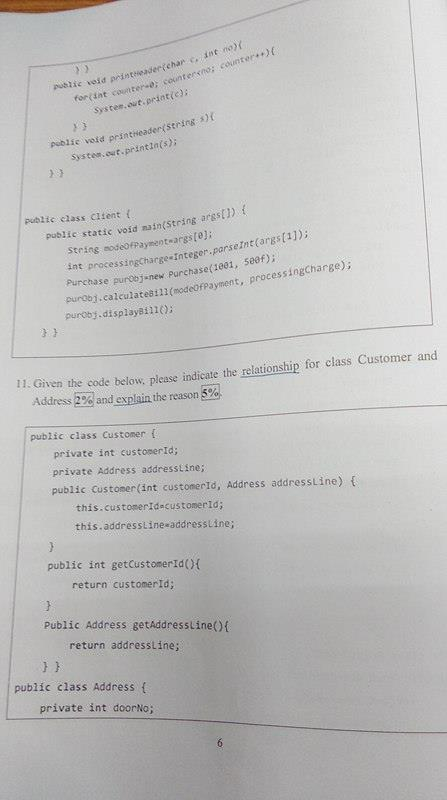 } }
public void printHeader(char c, int no){
for(int counter=0; counter<no; counter++){
System.out.print(c);
} }
public void printHeader(String s){
System.out.println(s);
} }
public class Client {
public static void main(String args[]) {
String modeOfPayment=args[0];
int processingCharge=Integer.parseInt(args[1]);
Purchase purObj=new Purchase(1001, 500f);
purObj.calculateBill(modeOfPayment, processingCharge);
purObj.displayBill();
} }
11. Given the code below, please indicate the relationship for class Customer and
Address 2% and explain the reason 5%.
public class Customer {
private int customerId;
private Address addressLine;
public Customer(int customerId, Address addressLine) {
this.customerId=customerId;
this.addressLine=addressLine;
}
public int getCustomerId(){
return customerId;
}
Public Address getAddressLine(){
return addressLine;
} }
public class Address {
private int doorNo;
6